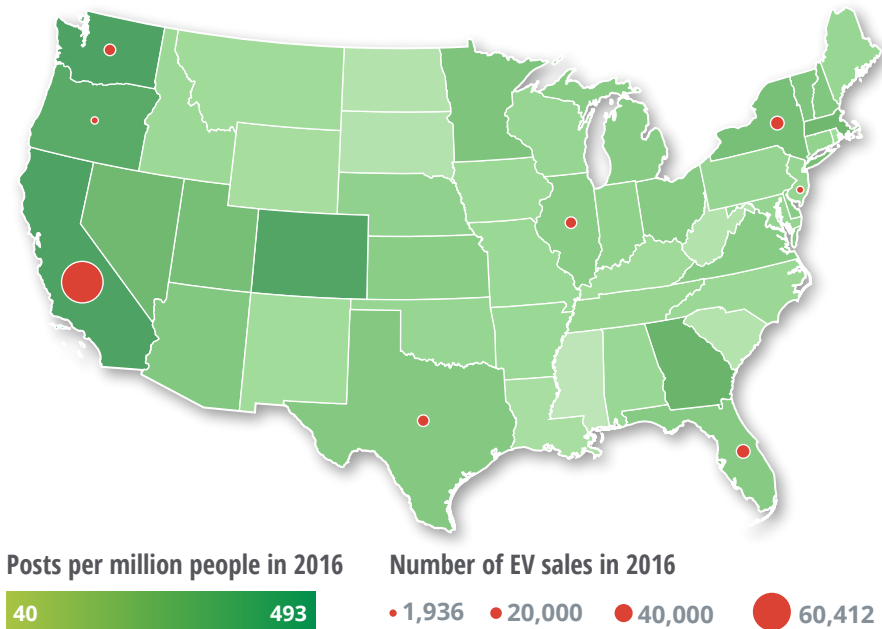 Posts per million people in 2016
40 493
Number of EV sales in 2016
1,936 20,000 40,000 60,412